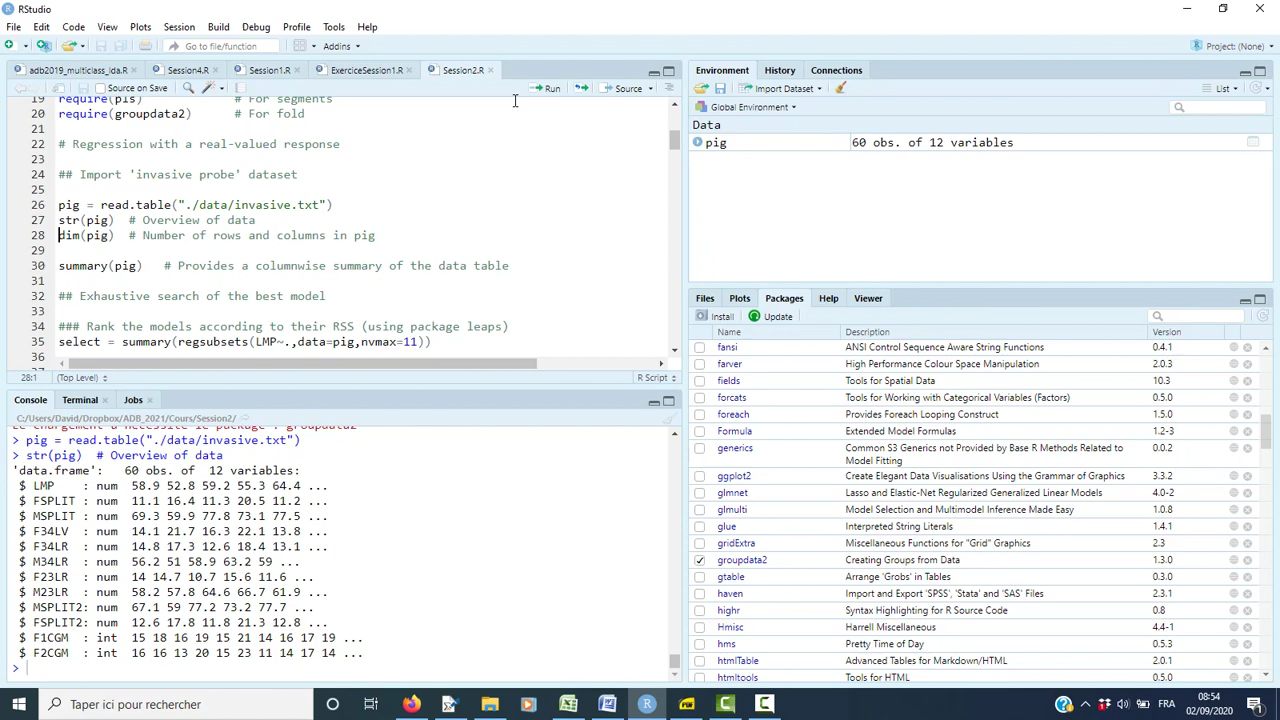 RStudio
File Edit Code View Plots Session Build Debug Profile Tools Help
Go to file/function Addins Project: (None)
adb2019_multiclass_lda.R Session4.R Session1.R ExerciceSession1.R Session2.R
Source on Save Run Source
19 require(pls) # For segments
20 require(groupdata2) # For fold
21
22 # Regression with a real-valued response
23
24 ## Import 'invasive probe' dataset
25
26 pig = read.table("./data/invasive.txt")
27 str(pig) # Overview of data
28 dim(pig) # Number of rows and columns in pig
29
30 summary(pig) # Provides a columnwise summary of the data table
31
32 ## Exhaustive search of the best model
33
34 ### Rank the models according to their RSS (using package leaps)
35 select = summary(regsubsets(LMP~.,data=pig,nvmax=11))
36
28:1 (Top Level) R Script
Console Terminal Jobs
C:/Users/David/Dropbox/ADB_2021/Cours/Session2/
Le chargement a nécessité le package : groupdata2
> pig = read.table("./data/invasive.txt")
> str(pig) # Overview of data
'data.frame': 60 obs. of 12 variables:
$ LMP : num 58.9 52.8 59.2 55.3 64.4 ...
$ FSPLIT : num 11.1 16.4 11.3 20.5 11.2 ...
$ MSPLIT : num 69.3 59.9 77.8 73.1 77.5 ...
$ F34LV : num 14.1 21.7 16.3 22.1 13.8 ...
$ F34LR : num 14.8 17.3 12.6 18.4 13.1 ...
$ M34LR : num 56.2 51 58.9 63.2 59 ...
$ F23LR : num 14 14.7 10.7 15.6 11.6 ...
$ M23LR : num 58.2 57.8 64.6 66.7 61.9 ...
$ MSPLIT2: num 67.1 59 77.2 73.2 77.7 ...
$ FSPLIT2: num 12.6 17.8 11.8 21.3 12.8 ...
$ F1CGM : int 15 18 16 19 15 21 14 16 17 19 ...
$ F2CGM : int 16 16 13 20 15 23 11 14 17 14 ...
>
Environment History Connections
Import Dataset List
Global Environment
Data
pig 60 obs. of 12 variables
Files Plots Packages Help Viewer
Install Update
Name Description Version
fansi ANSI Control Sequence Aware String Functions 0.4.1
farver High Performance Colour Space Manipulation 2.0.3
fields Tools for Spatial Data 10.3
forcats Tools for Working with Categorical Variables (Factors) 0.5.0
foreach Provides Foreach Looping Construct 1.5.0
Formula Extended Model Formulas 1.2-3
generics Common S3 Generics not Provided by Base R Methods Related to 0.0.2
Model Fitting
ggplot2 Create Elegant Data Visualisations Using the Grammar of Graphics 3.3.2
glmnet Lasso and Elastic-Net Regularized Generalized Linear Models 4.0-2
glmulti Model Selection and Multimodel Inference Made Easy 1.0.8
glue Interpreted String Literals 1.4.1
gridExtra Miscellaneous Functions for "Grid" Graphics 2.3
groupdata2 Creating Groups from Data 1.3.0
gtable Arrange 'Grobs' in Tables 0.3.0
haven Import and Export 'SPSS', 'Stata' and 'SAS' Files 2.3.1
highr Syntax Highlighting for R Source Code 0.8
Hmisc Harrell Miscellaneous 4.4-1
hms Pretty Time of Day 0.5.3
htmlTable Advanced Tables for Markdown/HTML 2.0.1
htmltools Tools for HTML 0.5.0
Taper ici pour rechercher
FRA
08:54
02/09/2020